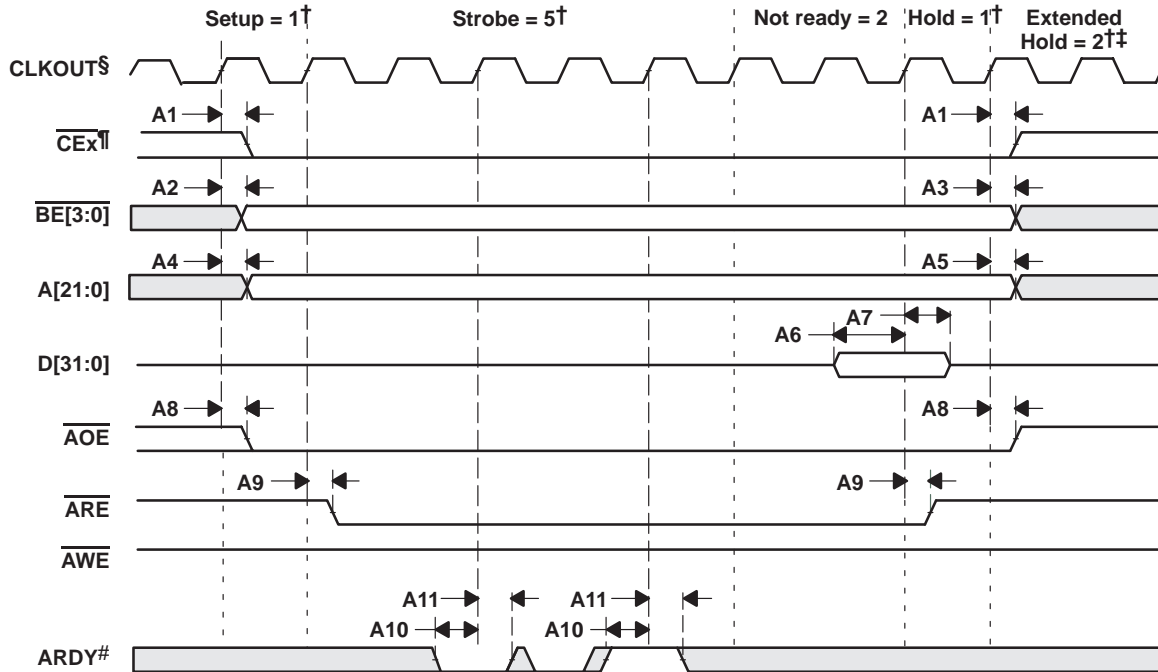 Setup = 1† Strobe = 5† Not ready = 2 Hold = 1† Extended
Hold = 2†‡
CLKOUT§
A1 A1
CEx¶
A2 A3
BE[3:0]
A4 A5
A[21:0]
A7
A6
D[31:0]
A8 A8
AOE
A9 A9
ARE
AWE
A11 A11
A10 A10
ARDY#